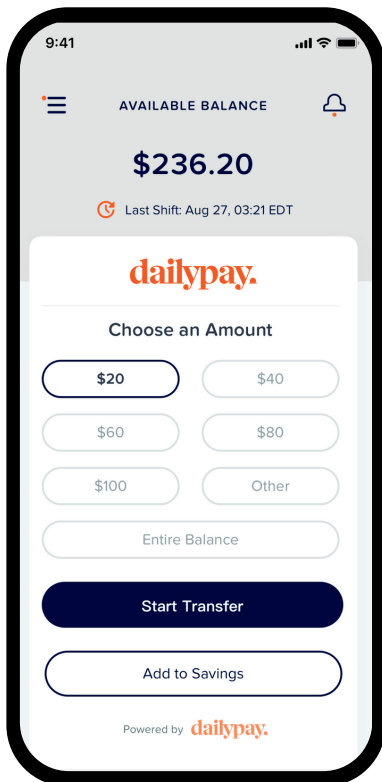 9:41
AVAILABLE BALANCE
$236.20
Last Shift: Aug 27, 03:21 EDT
dailypay.
Choose an Amount
$20 $40
$60 $80
$100 Other
Entire Balance
Start Transfer
Add to Savings
Powered by dailypay.